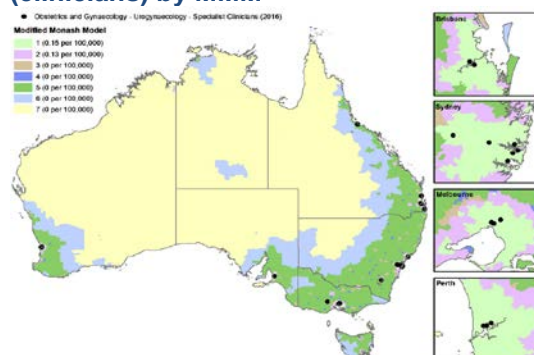 (clinicians) by MMM
Obstetrics and Gynaecology - Urogynaecology - Specialist Clinicians (2016)
Modified Monash Model
1 (0.15 per 100,000)
2 (0.13 per 100,000)
3 (0 per 100,000)
4 (0 per 100,000)
5 (0 per 100,000)
6 (0 per 100,000)
7 (0 per 100,000)
Brisbane
Sydney
Melbourne
Perth